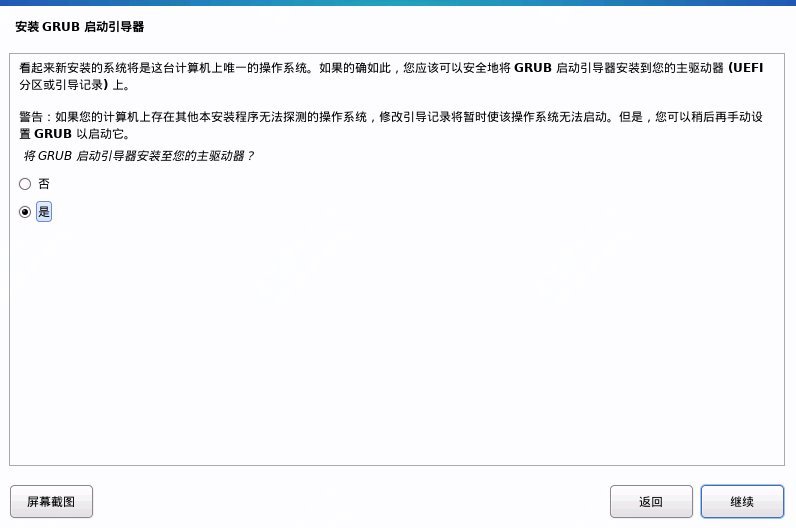 安装 GRUB 启动引导器
看起来新安装的系统将是这台计算机上唯一的操作系统。如果的确如此，您应该可以安全地将 GRUB 启动引导器安装到您的主驱动器 (UEFI
分区或引导记录) 上。
警告：如果您的计算机上存在其他本安装程序无法探测的操作系统，修改引导记录将暂时使该操作系统无法启动。但是，您可以稍后再手动设
置 GRUB 以启动它。
将 GRUB 启动引导器安装至您的主驱动器？
否
是
屏幕截图
返回
继续